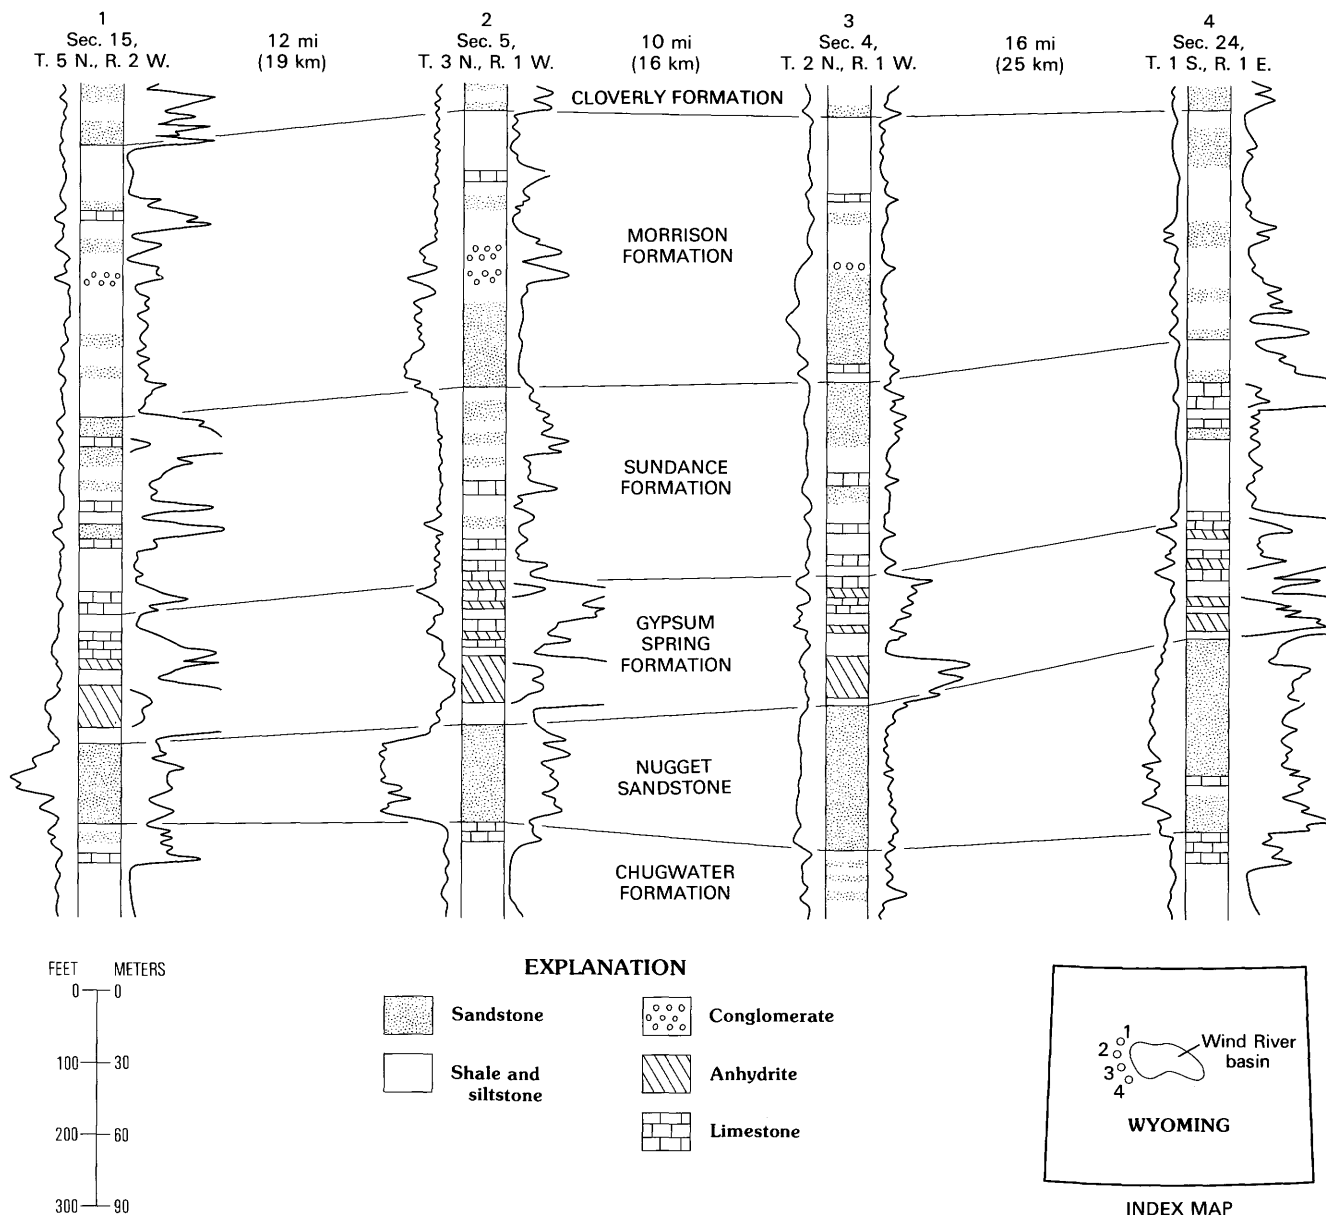 1
Sec. 15,
T. 5 N., R. 2 W.
12 mi
(19 km)
2
Sec. 5,
T. 3 N., R. 1 W.
10 mi
(16 km)
3
Sec. 4,
T. 2 N., R. 1 W.
16 mi
(25 km)
4
Sec. 24,
T. 1 S., R. 1 E.
CLOVERLY FORMATION
MORRISON
FORMATION
SUNDANCE
FORMATION
GYPSUM
SPRING
FORMATION
NUGGET
SANDSTONE
CHUGWATER
FORMATION
FEET METERS
0 0
100 30
200 60
300 90
EXPLANATION
Sandstone
Conglomerate
Shale and
siltstone
Anhydrite
Limestone
1
2
3
4
Wind River
basin
WYOMING
INDEX MAP